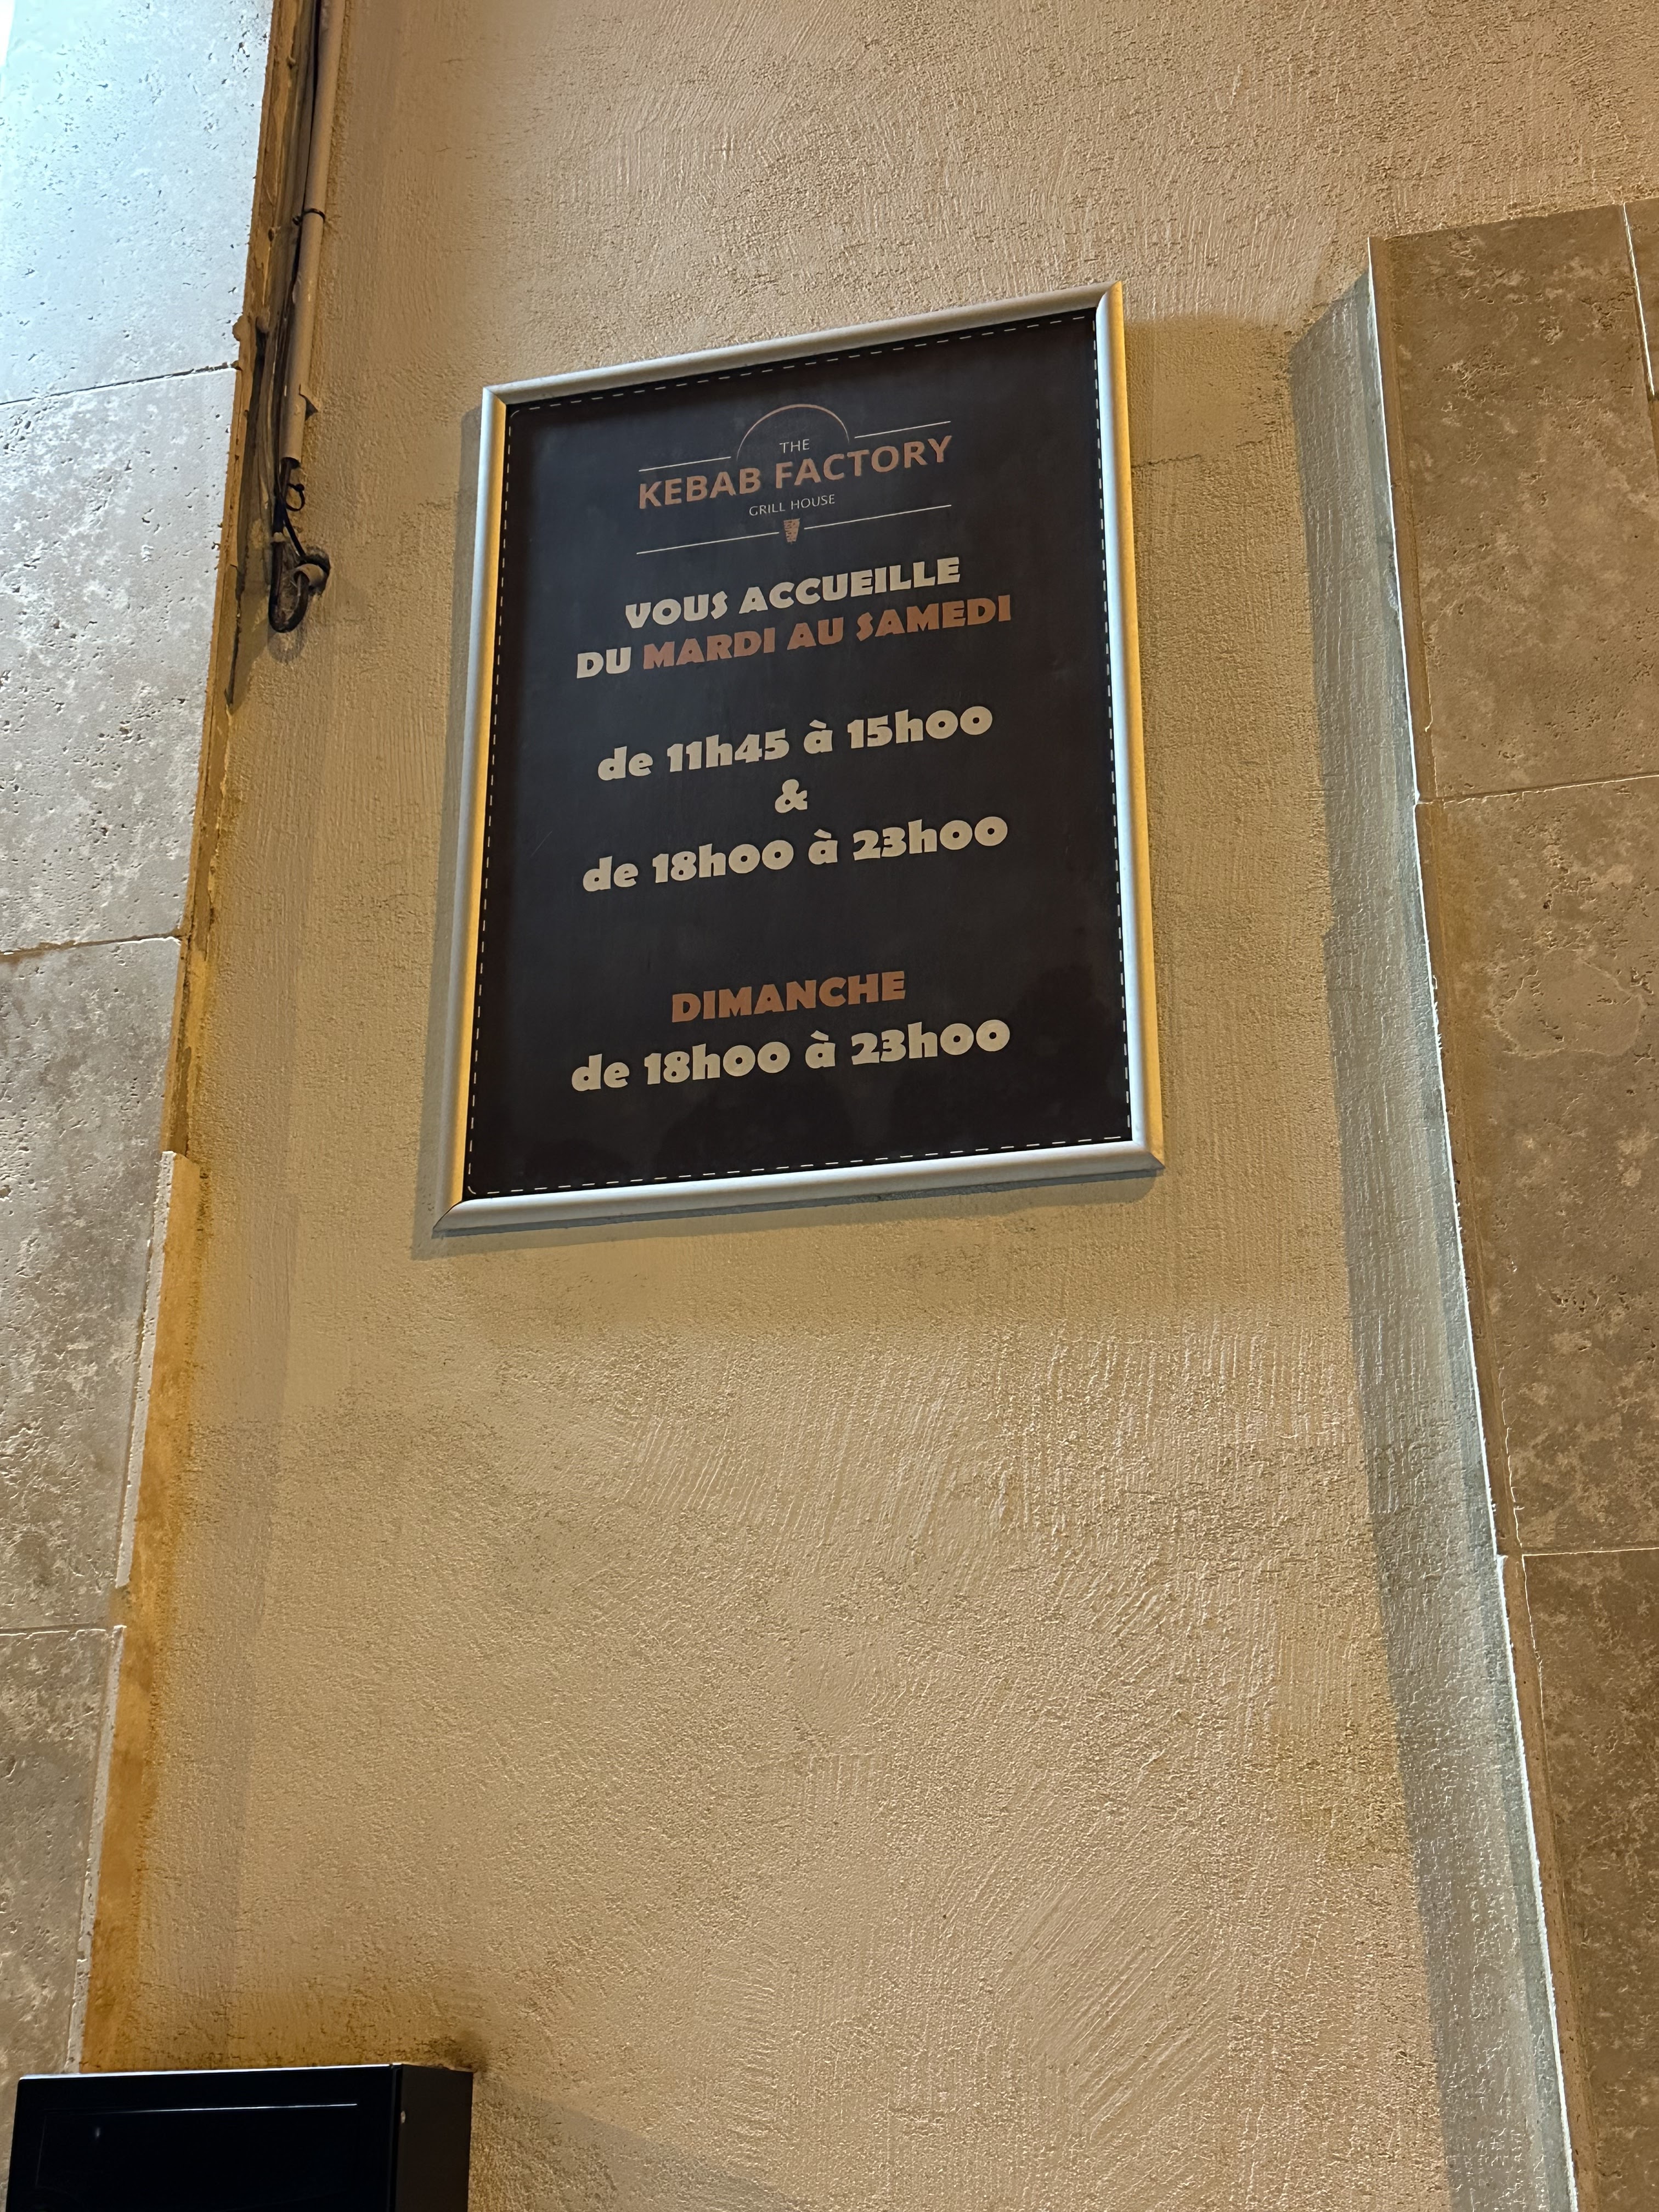 THE
KEBAB FACTORY
GRILL HOUSE
VOUS ACCUEILLE
DU MARDI AU SAMEDI
de 11h45 à 15h00
&
de 18h00 à 23h00
DIMANCHE
de 18h00 à 23h00